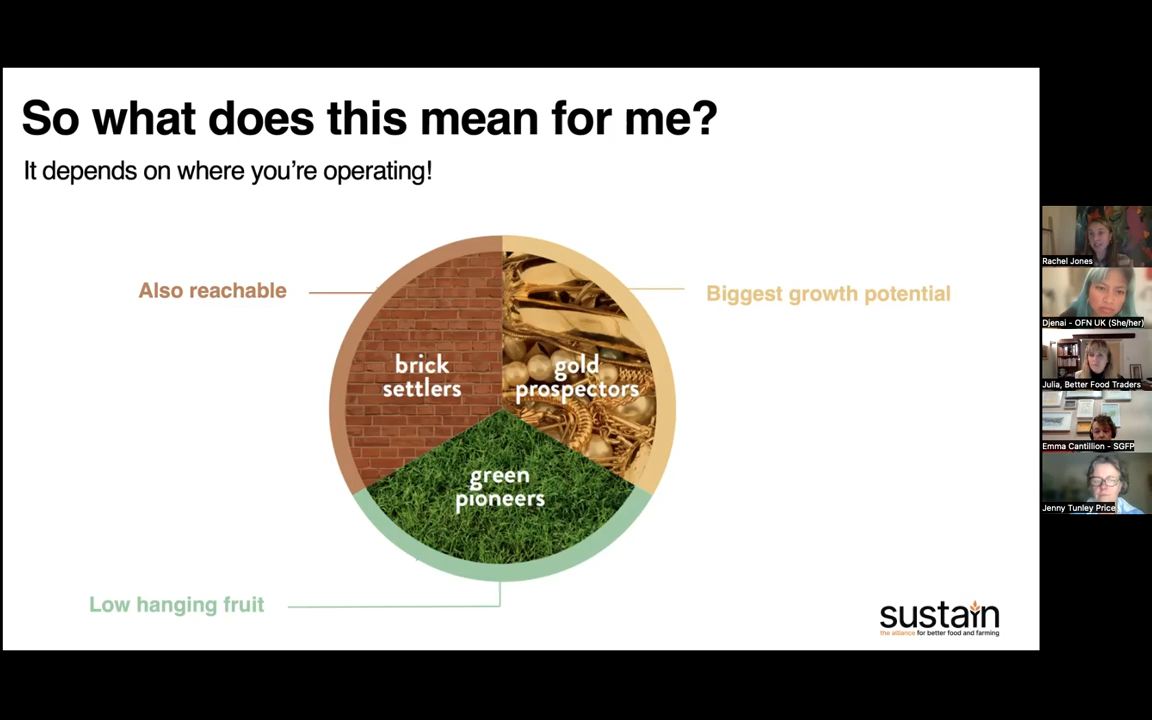 So what does this mean for me?
It depends on where you’re operating!
Also reachable
Biggest growth potential
brick
settlers
gold
prospectors
green
pioneers
Low hanging fruit
sustain
the alliance for better food and farming
Rachel Jones
Djenai - OFN UK (She/her)
Julia, Better Food Traders
Emma Cantillion - SGFP
Jenny Tunley Price